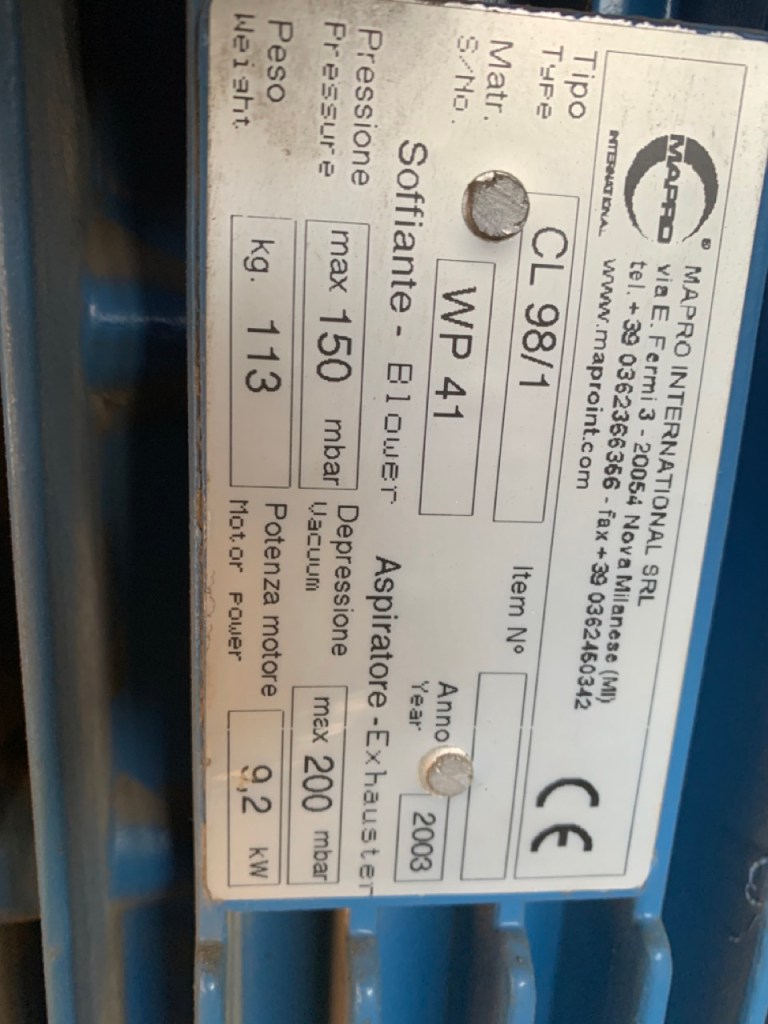 MAPRO®
INTERNATIONAL
MAPRO INTERNATIONAL SRL
via E. Fermi 3 - 20054 Nova Milanese (MI)
tel. +39 0362366366 - fax +39 0362450342
www.maproint.com
CE
Tipo
Type
CL 98/1
Item N°
Matr.
S/No.
WP 41
Anno
Year
2003
Soffiante - Blower
Aspiratore - Exhauster
Pressione
Pressure
max 150 mbar
Depressione
Vacuum
max 200 mbar
Peso
Weight
kg. 113
Potenza motore
Motor Power
9,2 kW